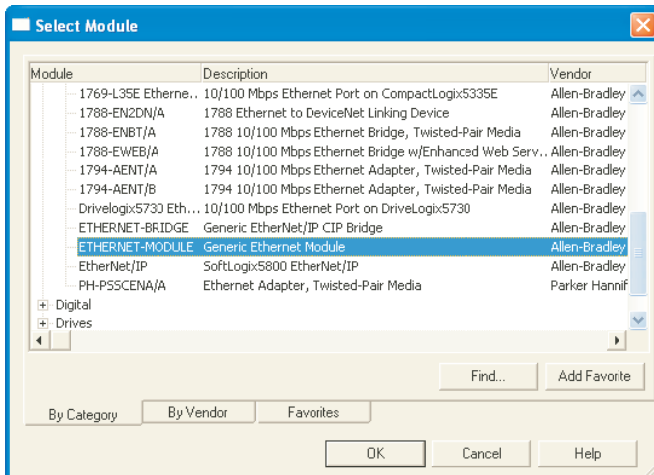 Select Module
Module Description Vendor
1769-L35E Etherne... 10/100 Mbps Ethernet Port on CompactLogix5335E Allen-Bradley
1788-EN2DN/A 1788 Ethernet to DeviceNet Linking Device Allen-Bradley
1788-ENBT/A 1788 10/100 Mbps Ethernet Bridge, Twisted-Pair Media Allen-Bradley
1788-EWEB/A 1788 10/100 Mbps Ethernet Bridge w/Enhanced Web Serv... Allen-Bradley
1794-AENT/A 1794 10/100 Mbps Ethernet Adapter, Twisted-Pair Media Allen-Bradley
1794-AENT/B 1794 10/100 Mbps Ethernet Adapter, Twisted-Pair Media Allen-Bradley
Drivelogix5730 Eth... 10/100 Mbps Ethernet Port on DriveLogix5730 Allen-Bradley
ETHERNET-BRIDGE Generic EtherNet/IP CIP Bridge Allen-Bradley
ETHERNET-MODULE Generic Ethernet Module Allen-Bradley
EtherNet/IP SoftLogix5800 EtherNet/IP Allen-Bradley
PH-PSSCENA/A Ethernet Adapter, Twisted-Pair Media Parker Hannif
Digital
Drives
Find... Add Favorite
By Category By Vendor Favorites
OK Cancel Help